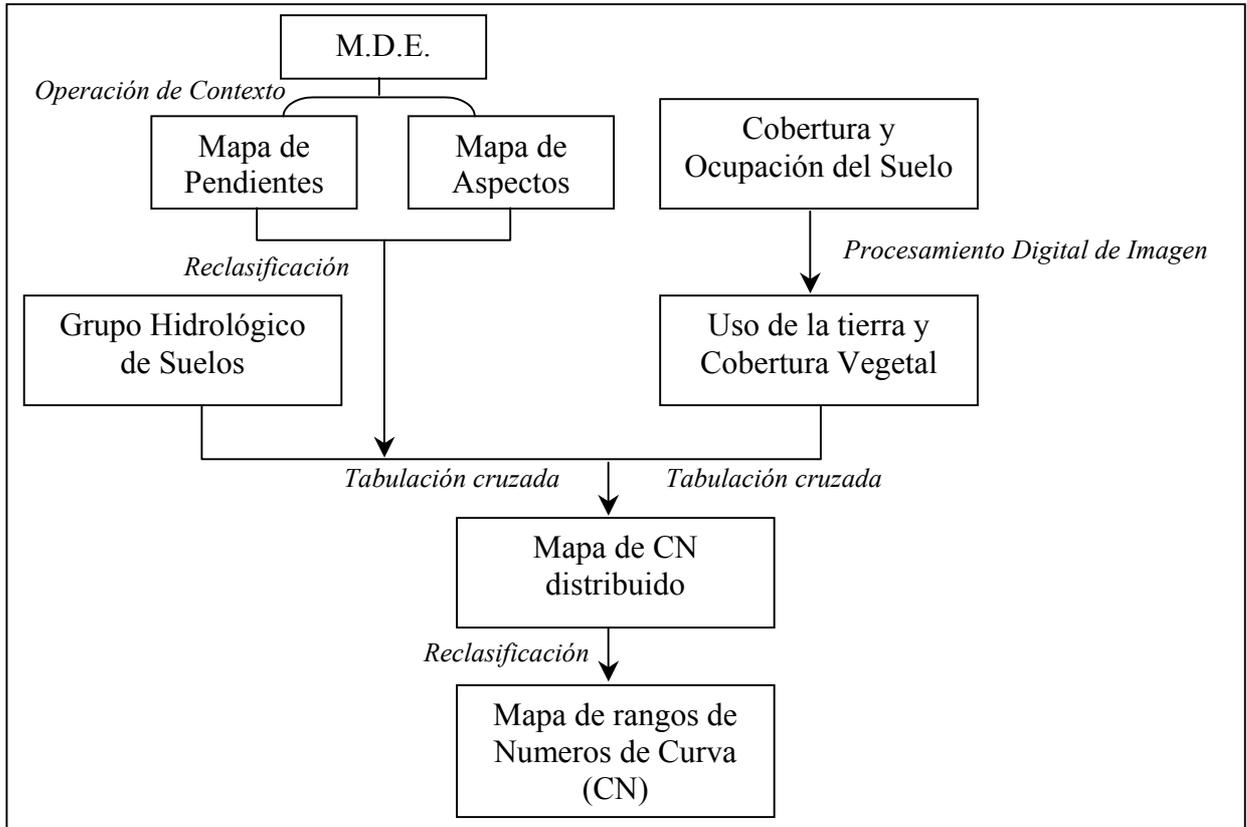 M.D.E.
Operación de Contexto
Mapa de
Pendientes
Mapa de
Aspectos
Cobertura y
Ocupación del Suelo
Procesamiento Digital de Imagen
Reclasificación
Grupo Hidrológico
de Suelos
Uso de la tierra y
Cobertura Vegetal
Tabulación cruzada
Tabulación cruzada
Mapa de CN
distribuido
Reclasificación
Mapa de rangos de
Numeros de Curva
(CN)